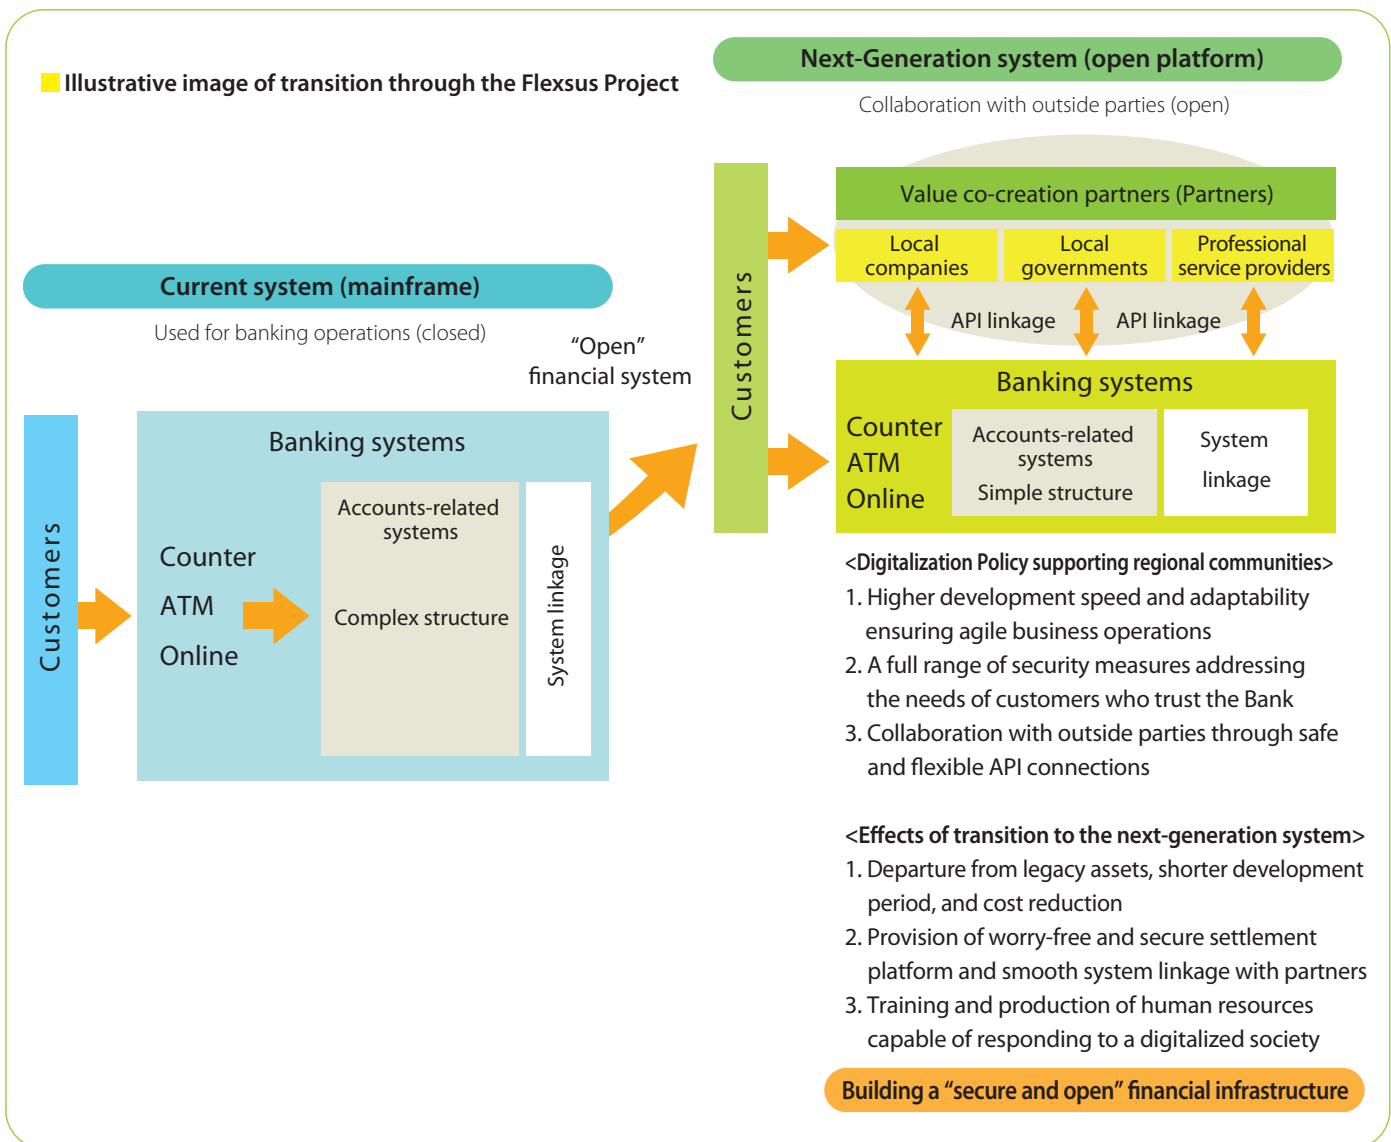 Illustrative image of transition through the Flexsus Project
Current system (mainframe)
Used for banking operations (closed)
Customers
Banking systems
Counter
ATM
Online
Accounts-related
systems
Complex structure
System linkage
“Open”
financial system
Next-Generation system (open platform)
Collaboration with outside parties (open)
Customers
Value co-creation partners (Partners)
Local
companies
Local
governments
Professional
service providers
API linkage
API linkage
Banking systems
Counter
ATM
Online
Accounts-related
systems
Simple structure
System
linkage
<Digitalization Policy supporting regional communities>
1. Higher development speed and adaptability
ensuring agile business operations
2. A full range of security measures addressing
the needs of customers who trust the Bank
3. Collaboration with outside parties through safe
and flexible API connections
<Effects of transition to the next-generation system>
1. Departure from legacy assets, shorter development
period, and cost reduction
2. Provision of worry-free and secure settlement
platform and smooth system linkage with partners
3. Training and production of human resources
capable of responding to a digitalized society
Building a “secure and open” financial infrastructure